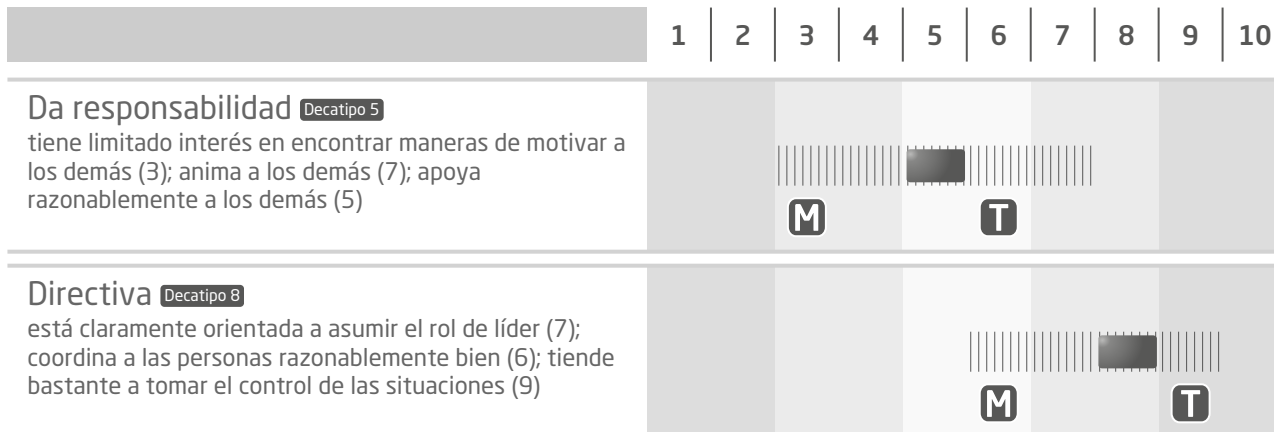 1 2 3 4 5 6 7 8 9 10
Da responsabilidad Decatipo 5
tiene limitado interés en encontrar maneras de motivar a
los demás (3); anima a los demás (7); apoya
razonablemente a los demás (5)
M T
Directiva Decatipo 8
está claramente orientada a asumir el rol de líder (7);
coordina a las personas razonablemente bien (6); tiende
bastante a tomar el control de las situaciones (9)
M T